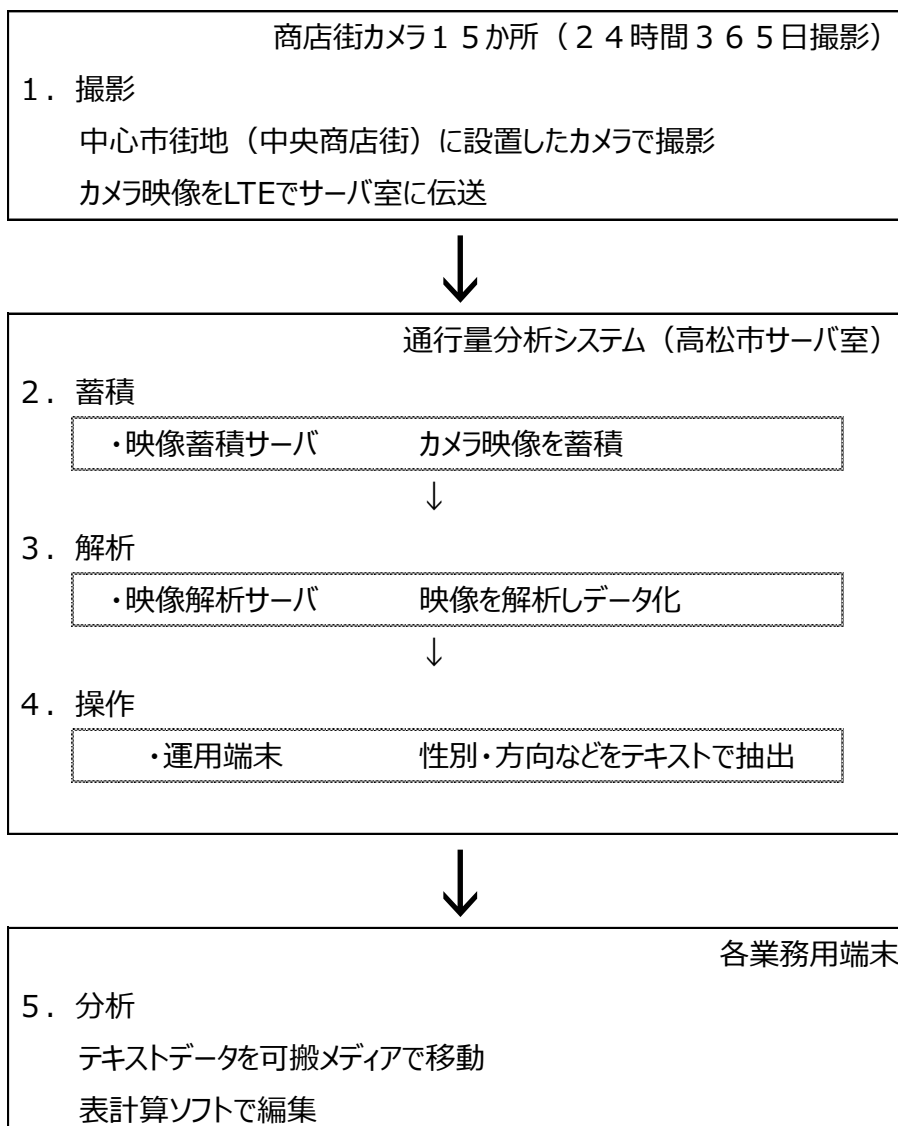 商店街カメラ１５か所（２４時間３６５日撮影）
１．撮影
中心市街地（中央商店街）に設置したカメラで撮影
カメラ映像をLTEでサーバ室に伝送
↓
通行量分析システム（高松市サーバ室）
２．蓄積
・映像蓄積サーバ　カメラ映像を蓄積
↓
３．解析
・映像解析サーバ　映像を解析しデータ化
↓
４．操作
・運用端末　性別・方向などをテキストで抽出
↓
各業務用端末
５．分析
テキストデータを可搬メディアで移動
表計算ソフトで編集